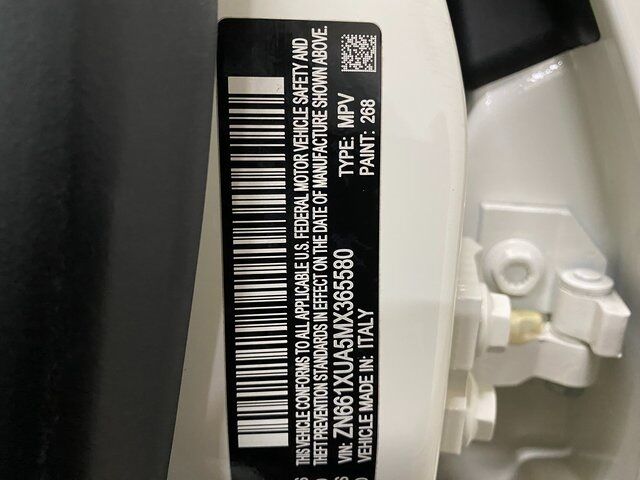 THIS VEHICLE CONFORMS TO ALL APPLICABLE U.S. FEDERAL MOTOR VEHICLE SAFETY AND
THEFT PREVENTION STANDARDS IN EFFECT ON THE DATE OF MANUFACTURE SHOWN ABOVE.
VIN: ZN661XUA5MX365580 TYPE: MPV
VEHICLE MADE IN: ITALY PAINT: 268